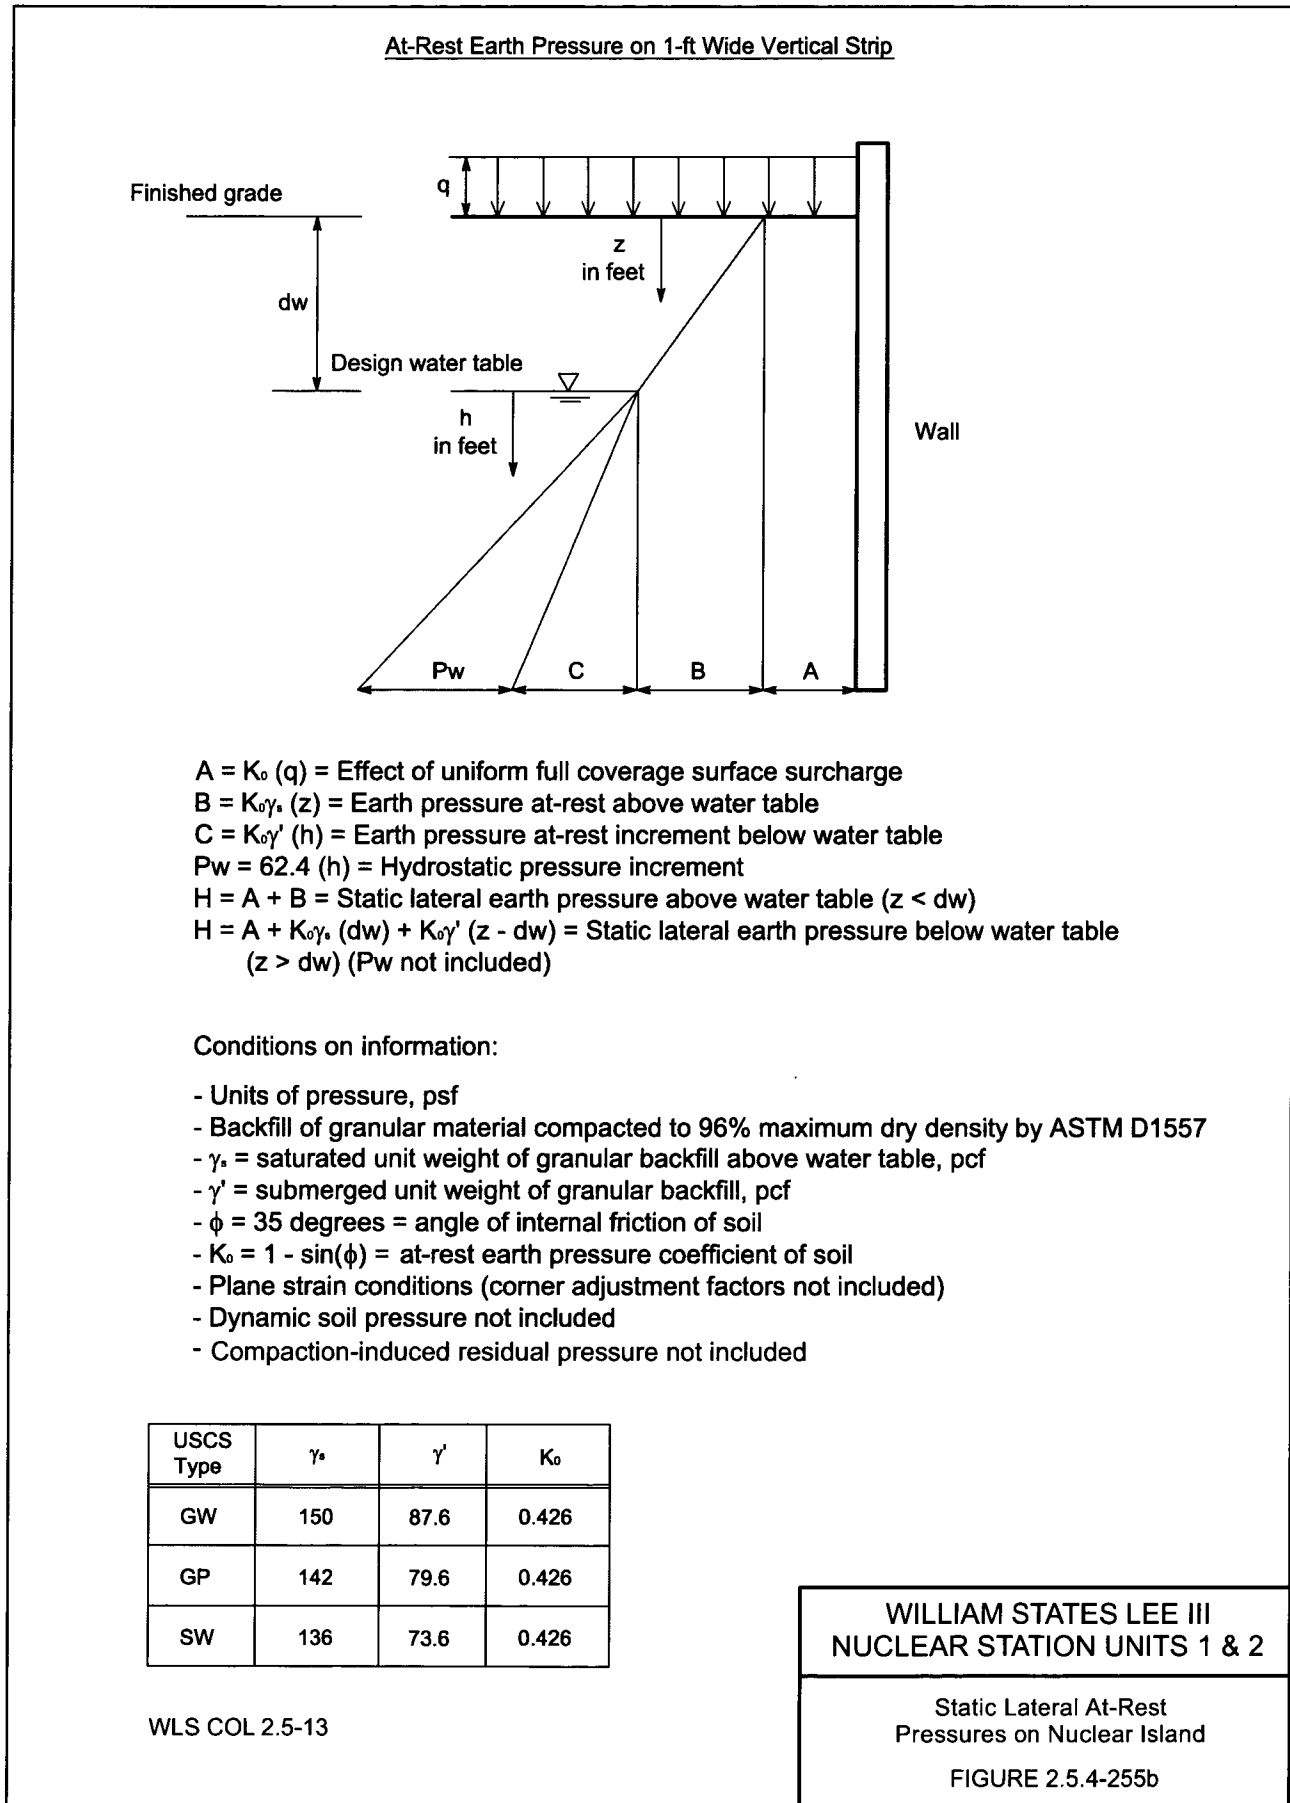 At-Rest Earth Pressure on 1-ft Wide Vertical Strip
q
Finished grade
z
in feet
dw
Design water table
h
in feet
Wall
Pw C B A
A = K₀ (q) = Effect of uniform full coverage surface surcharge
B = K₀γₛ (z) = Earth pressure at-rest above water table
C = K₀γ' (h) = Earth pressure at-rest increment below water table
Pw = 62.4 (h) = Hydrostatic pressure increment
H = A + B = Static lateral earth pressure above water table (z < dw)
H = A + K₀γₛ (dw) + K₀γ' (z - dw) = Static lateral earth pressure below water table
(z > dw) (Pw not included)
Conditions on information:
- Units of pressure, psf
- Backfill of granular material compacted to 96% maximum dry density by ASTM D1557
- γₛ = saturated unit weight of granular backfill above water table, pcf
- γ' = submerged unit weight of granular backfill, pcf
- ϕ = 35 degrees = angle of internal friction of soil
- K₀ = 1 - sin(ϕ) = at-rest earth pressure coefficient of soil
- Plane strain conditions (corner adjustment factors not included)
- Dynamic soil pressure not included
- Compaction-induced residual pressure not included
USCS Type γₛ γ' K₀
GW 150 87.6 0.426
GP 142 79.6 0.426
SW 136 73.6 0.426
WLS COL 2.5-13
WILLIAM STATES LEE III
NUCLEAR STATION UNITS 1 & 2
Static Lateral At-Rest
Pressures on Nuclear Island
FIGURE 2.5.4-255b